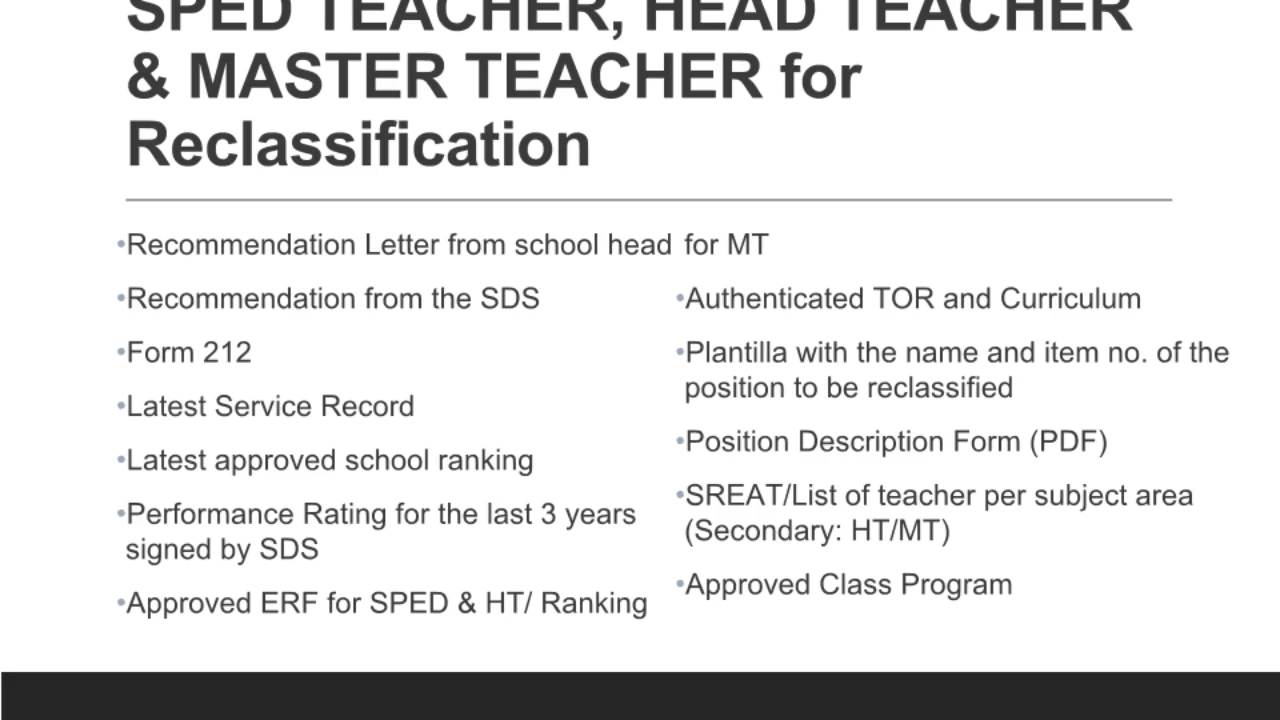 SPED TEACHER, HEAD TEACHER
& MASTER TEACHER for
Reclassification
•Recommendation Letter from school head
•Recommendation from the SDS
•Form 212
•Latest Service Record
•Latest approved school ranking
•Performance Rating for the last 3 years
signed by SDS
•Approved ERF for SPED & HT/ Ranking
for MT
•Authenticated TOR and Curriculum
•Plantilla with the name and item no. of the
position to be reclassified
•Position Description Form (PDF)
•SREAT/List of teacher per subject area
(Secondary: HT/MT)
•Approved Class Program